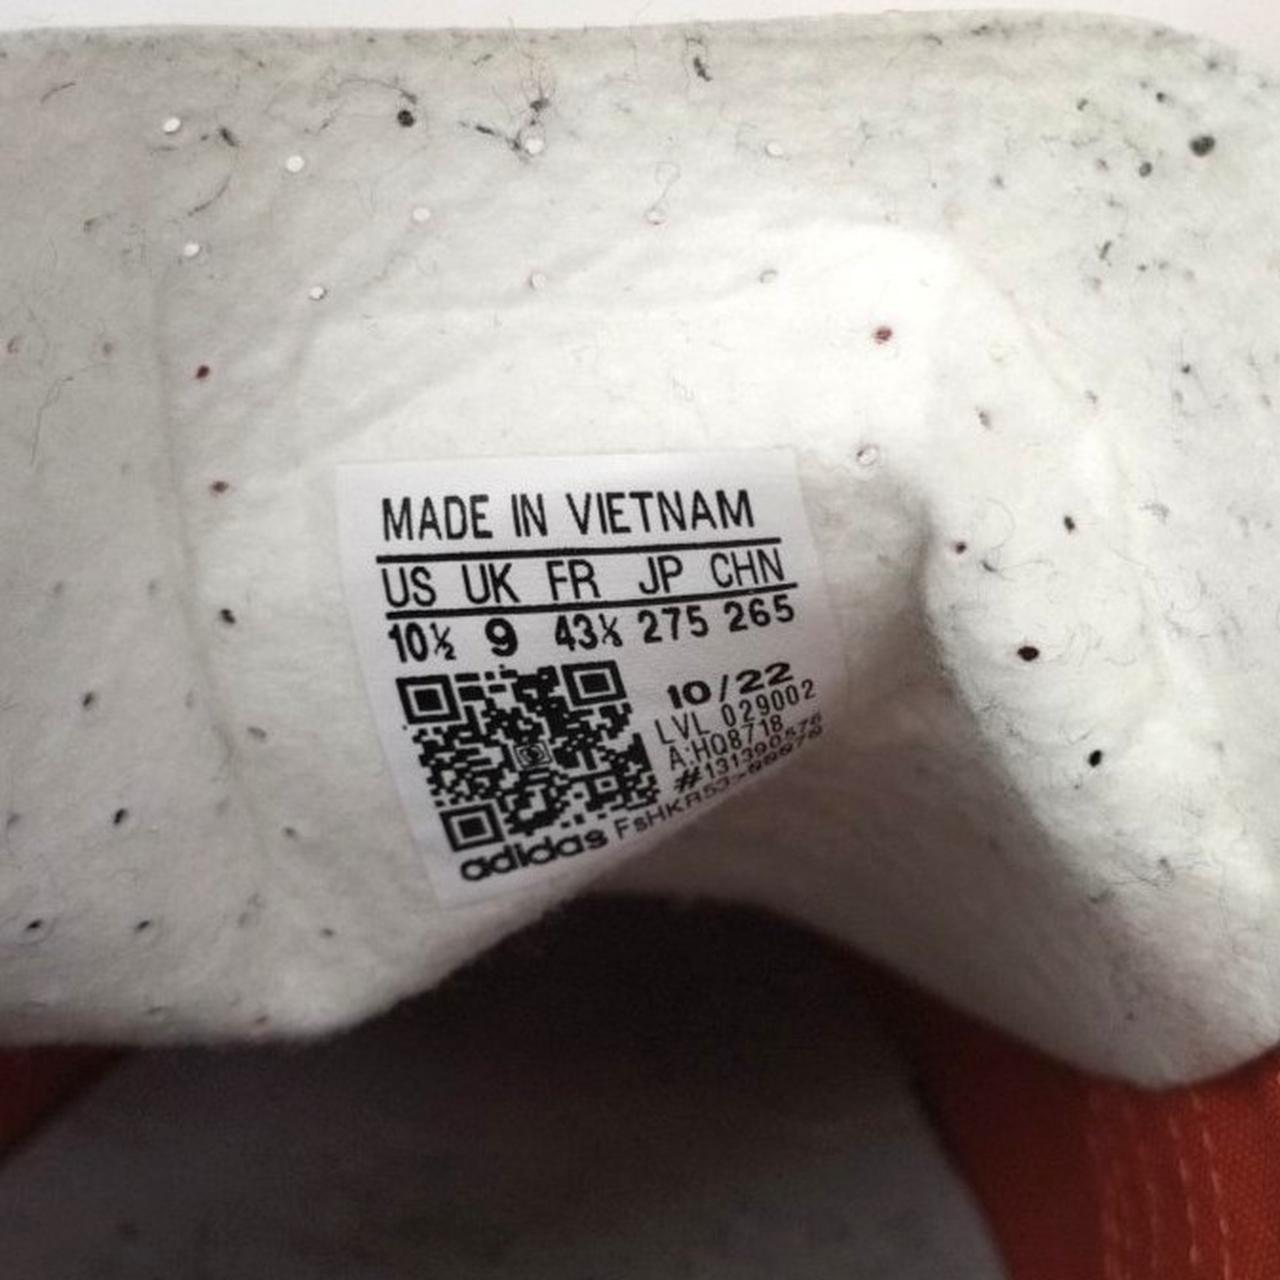 MADE IN VIETNAM
US UK FR JP CHN
10½ 9 43⅓ 275 265
10/22
LVL 029002
A:HQ8718
#131390576
adidas